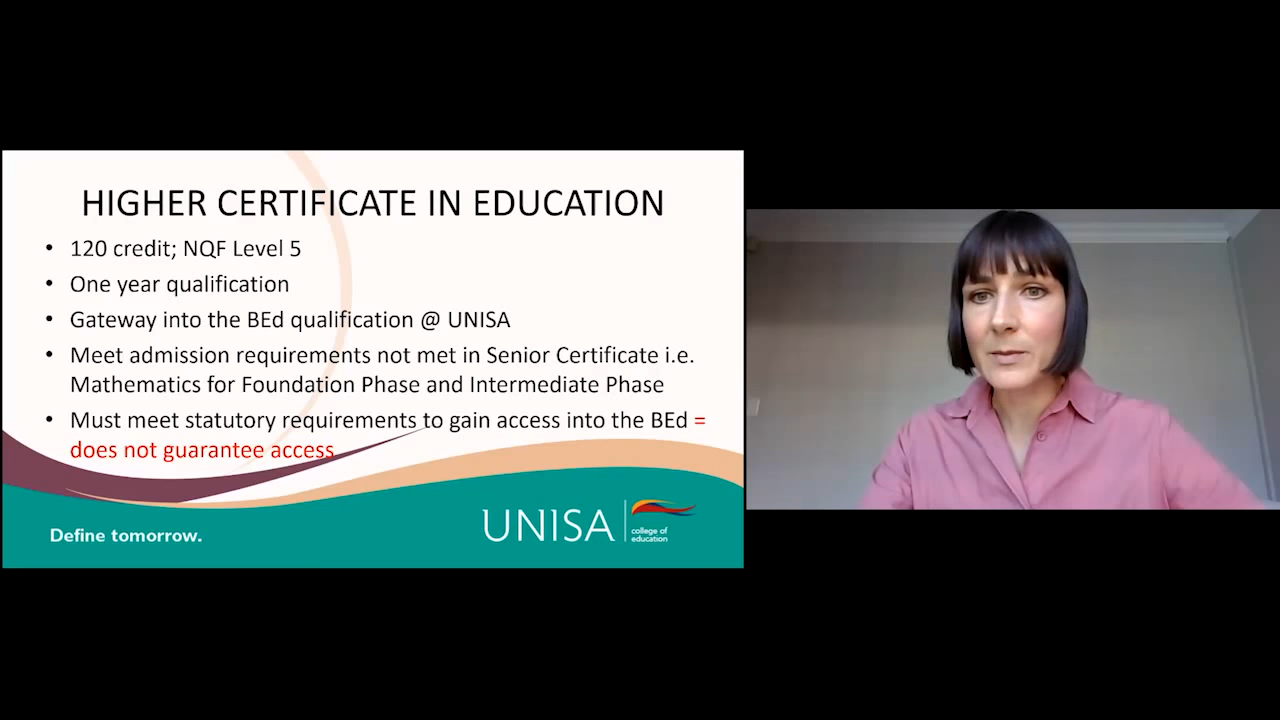 HIGHER CERTIFICATE IN EDUCATION
• 120 credit; NQF Level 5
• One year qualification
• Gateway into the BEd qualification @ UNISA
• Meet admission requirements not met in Senior Certificate i.e.
Mathematics for Foundation Phase and Intermediate Phase
• Must meet statutory requirements to gain access into the BEd =
does not guarantee access
Define tomorrow.
UNISA
college of
education